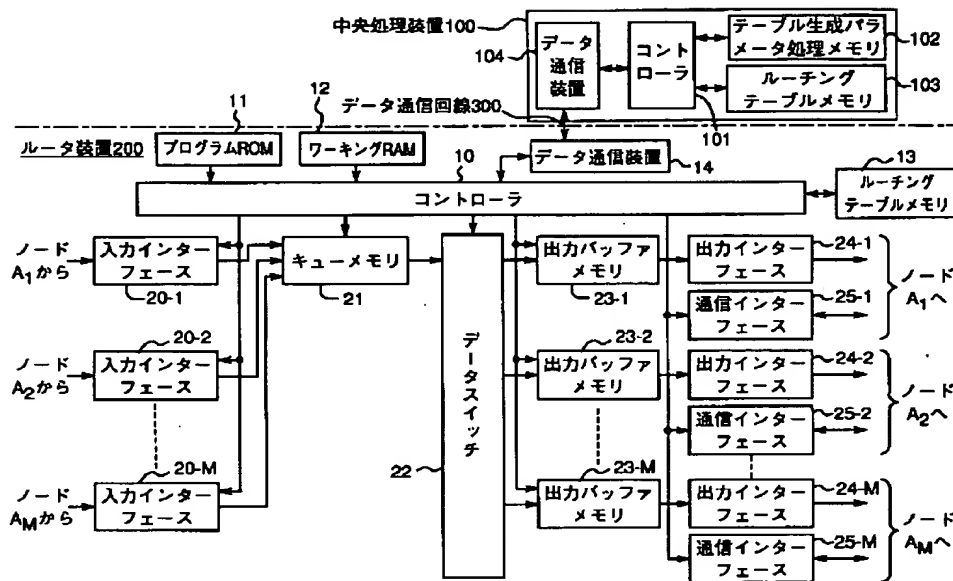 中央処理装置100
104
データ
通信
装置
コント
ローラ
テーブル生成パラ
メータ処理メモリ
102
ルーチング
テーブルメモリ
103
101
データ通信回線300
ルータ装置200
11
プログラムROM
12
ワーキングRAM
データ通信装置
14
13
ルーチング
テーブルメモリ
10
コントローラ
ノード
A1から
入力インター
フェース
20-1
キューメモリ
21
出力バッファ
メモリ
23-1
出力インター
フェース
24-1
通信インター
フェース
25-1
ノード
A1へ
ノード
A2から
20-2
入力インター
フェース
データスイッチ
22
23-2
出力バッファ
メモリ
出力インター
フェース
24-2
通信インター
フェース
25-2
ノード
A2へ
ノード
AMから
20-M
入力インター
フェース
23-M
出力バッファ
メモリ
出力インター
フェース
24-M
通信インター
フェース
25-M
ノード
AMへ